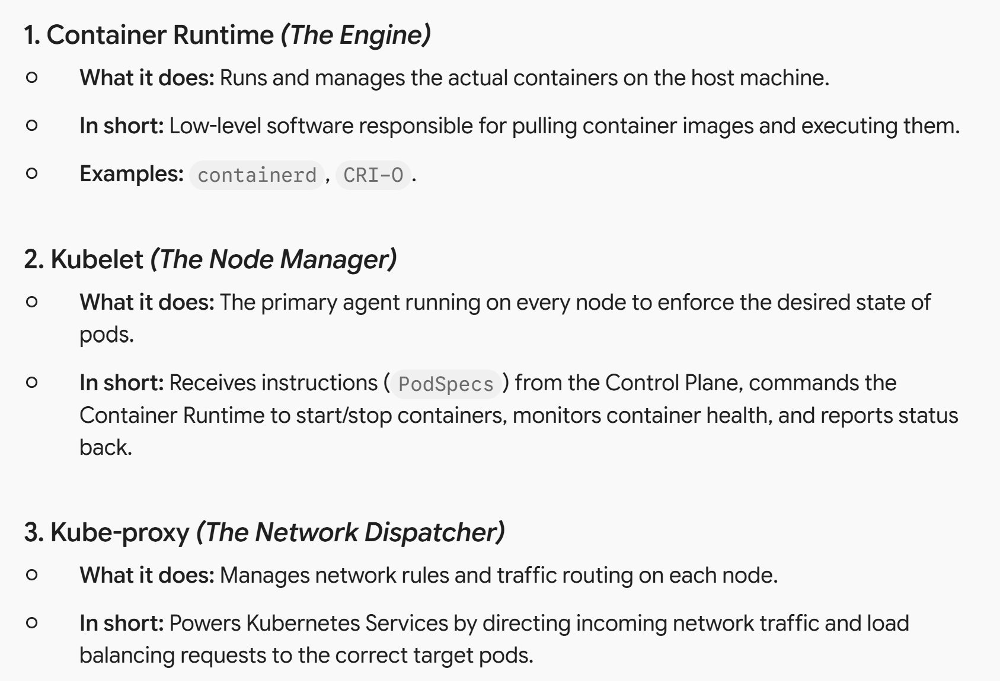 1. Container Runtime (The Engine)
What it does: Runs and manages the actual containers on the host machine.
In short: Low-level software responsible for pulling container images and executing them.
Examples: containerd, CRI-O.
2. Kubelet (The Node Manager)
What it does: The primary agent running on every node to enforce the desired state of
pods.
In short: Receives instructions (PodSpecs) from the Control Plane, commands the
Container Runtime to start/stop containers, monitors container health, and reports status
back.
3. Kube-proxy (The Network Dispatcher)
What it does: Manages network rules and traffic routing on each node.
In short: Powers Kubernetes Services by directing incoming network traffic and load
balancing requests to the correct target pods.